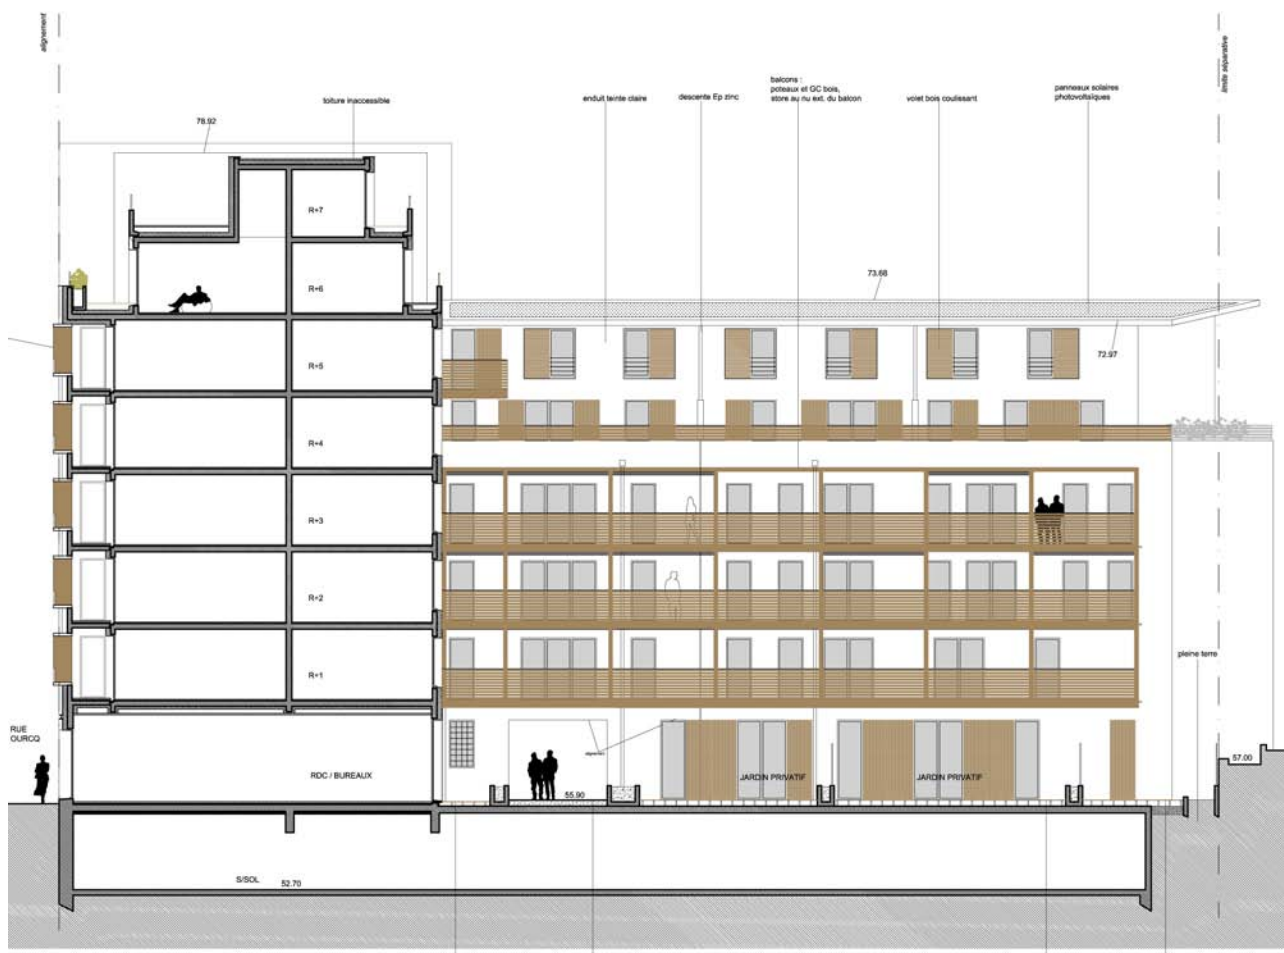 alignement
limite séparative
balcons :
poteaux et GC bois,
store au nu ext. du balcon
panneaux solaires
photovoltaïques
toiture inaccessible
enduit teinte claire
descente Ep zinc
volet bois coulissant
78.92
R+7
73.68
R+6
72.97
R+5
R+4
R+3
R+2
pleine terre
R+1
RUE
OURCQ
57.00
RDC / BUREAUX
JARDIN PRIVATIF
JARDIN PRIVATIF
55.90
S/SOL
52.70